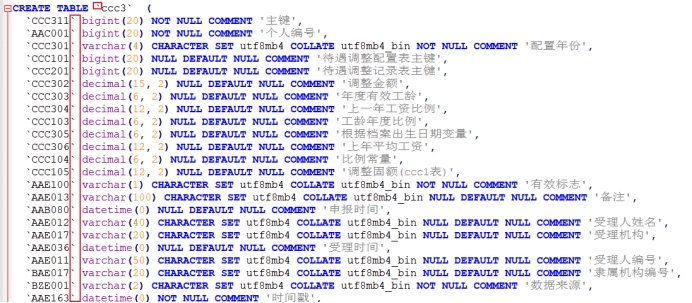 CREATE TABLE `ccc3`  (
`CCC311` bigint(20) NOT NULL COMMENT '主键',
`AAC001` bigint(20) NOT NULL COMMENT '个人编号',
`CCC301` varchar(4) CHARACTER SET utf8mb4 COLLATE utf8mb4_bin NOT NULL COMMENT '配置年份',
`CCC101` bigint(20) NULL DEFAULT NULL COMMENT '待遇调整配置表主键',
`CCC201` bigint(20) NULL DEFAULT NULL COMMENT '待遇调整记录表主键',
`CCC302` decimal(15, 2) NULL DEFAULT NULL COMMENT '调整金额',
`CCC303` decimal(6, 2) NULL DEFAULT NULL COMMENT '年度有效工龄',
`CCC304` decimal(12, 2) NULL DEFAULT NULL COMMENT '上一年工资比例',
`CCC103` decimal(6, 2) NULL DEFAULT NULL COMMENT '工龄年度比例',
`CCC305` decimal(6, 2) NULL DEFAULT NULL COMMENT '根据档案出生日期变量',
`CCC306` decimal(12, 2) NULL DEFAULT NULL COMMENT '上年平均工资',
`CCC104` decimal(6, 2) NULL DEFAULT NULL COMMENT '比例常量',
`CCC105` decimal(12, 2) NULL DEFAULT NULL COMMENT '调整固额(ccc1表)',
`AAE100` varchar(1) CHARACTER SET utf8mb4 COLLATE utf8mb4_bin NOT NULL COMMENT '有效标志',
`AAE013` varchar(100) CHARACTER SET utf8mb4 COLLATE utf8mb4_bin NULL DEFAULT NULL COMMENT '备注',
`AAB080` datetime(0) NULL DEFAULT NULL COMMENT '申报时间',
`AAE012` varchar(40) CHARACTER SET utf8mb4 COLLATE utf8mb4_bin NULL DEFAULT NULL COMMENT '受理人姓名',
`AAE017` varchar(20) CHARACTER SET utf8mb4 COLLATE utf8mb4_bin NULL DEFAULT NULL COMMENT '受理机构',
`AAE036` datetime(0) NULL DEFAULT NULL COMMENT '受理时间',
`AAE011` varchar(50) CHARACTER SET utf8mb4 COLLATE utf8mb4_bin NULL DEFAULT NULL COMMENT '受理人编号',
`BAE017` varchar(20) CHARACTER SET utf8mb4 COLLATE utf8mb4_bin NULL DEFAULT NULL COMMENT '隶属机构编号',
`BZE001` varchar(2) CHARACTER SET utf8mb4 COLLATE utf8mb4_bin NOT NULL COMMENT '数据来源',
`AAE163` datetime(0) NOT NULL COMMENT '时间戳',